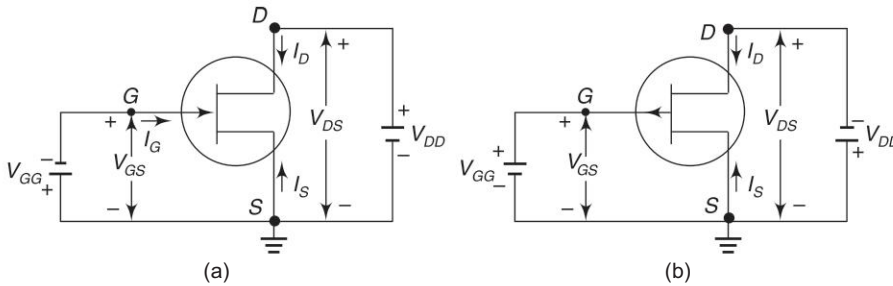 D
I_D
+
V_DS
−
G
+
I_G
V_GS
−
−
V_GG
+
I_S
S
+
V_DD
−
(a)
D
I_D
+
V_DS
−
G
+
V_GS
−
+
V_GG
−
I_S
S
−
V_DD
+
(b)